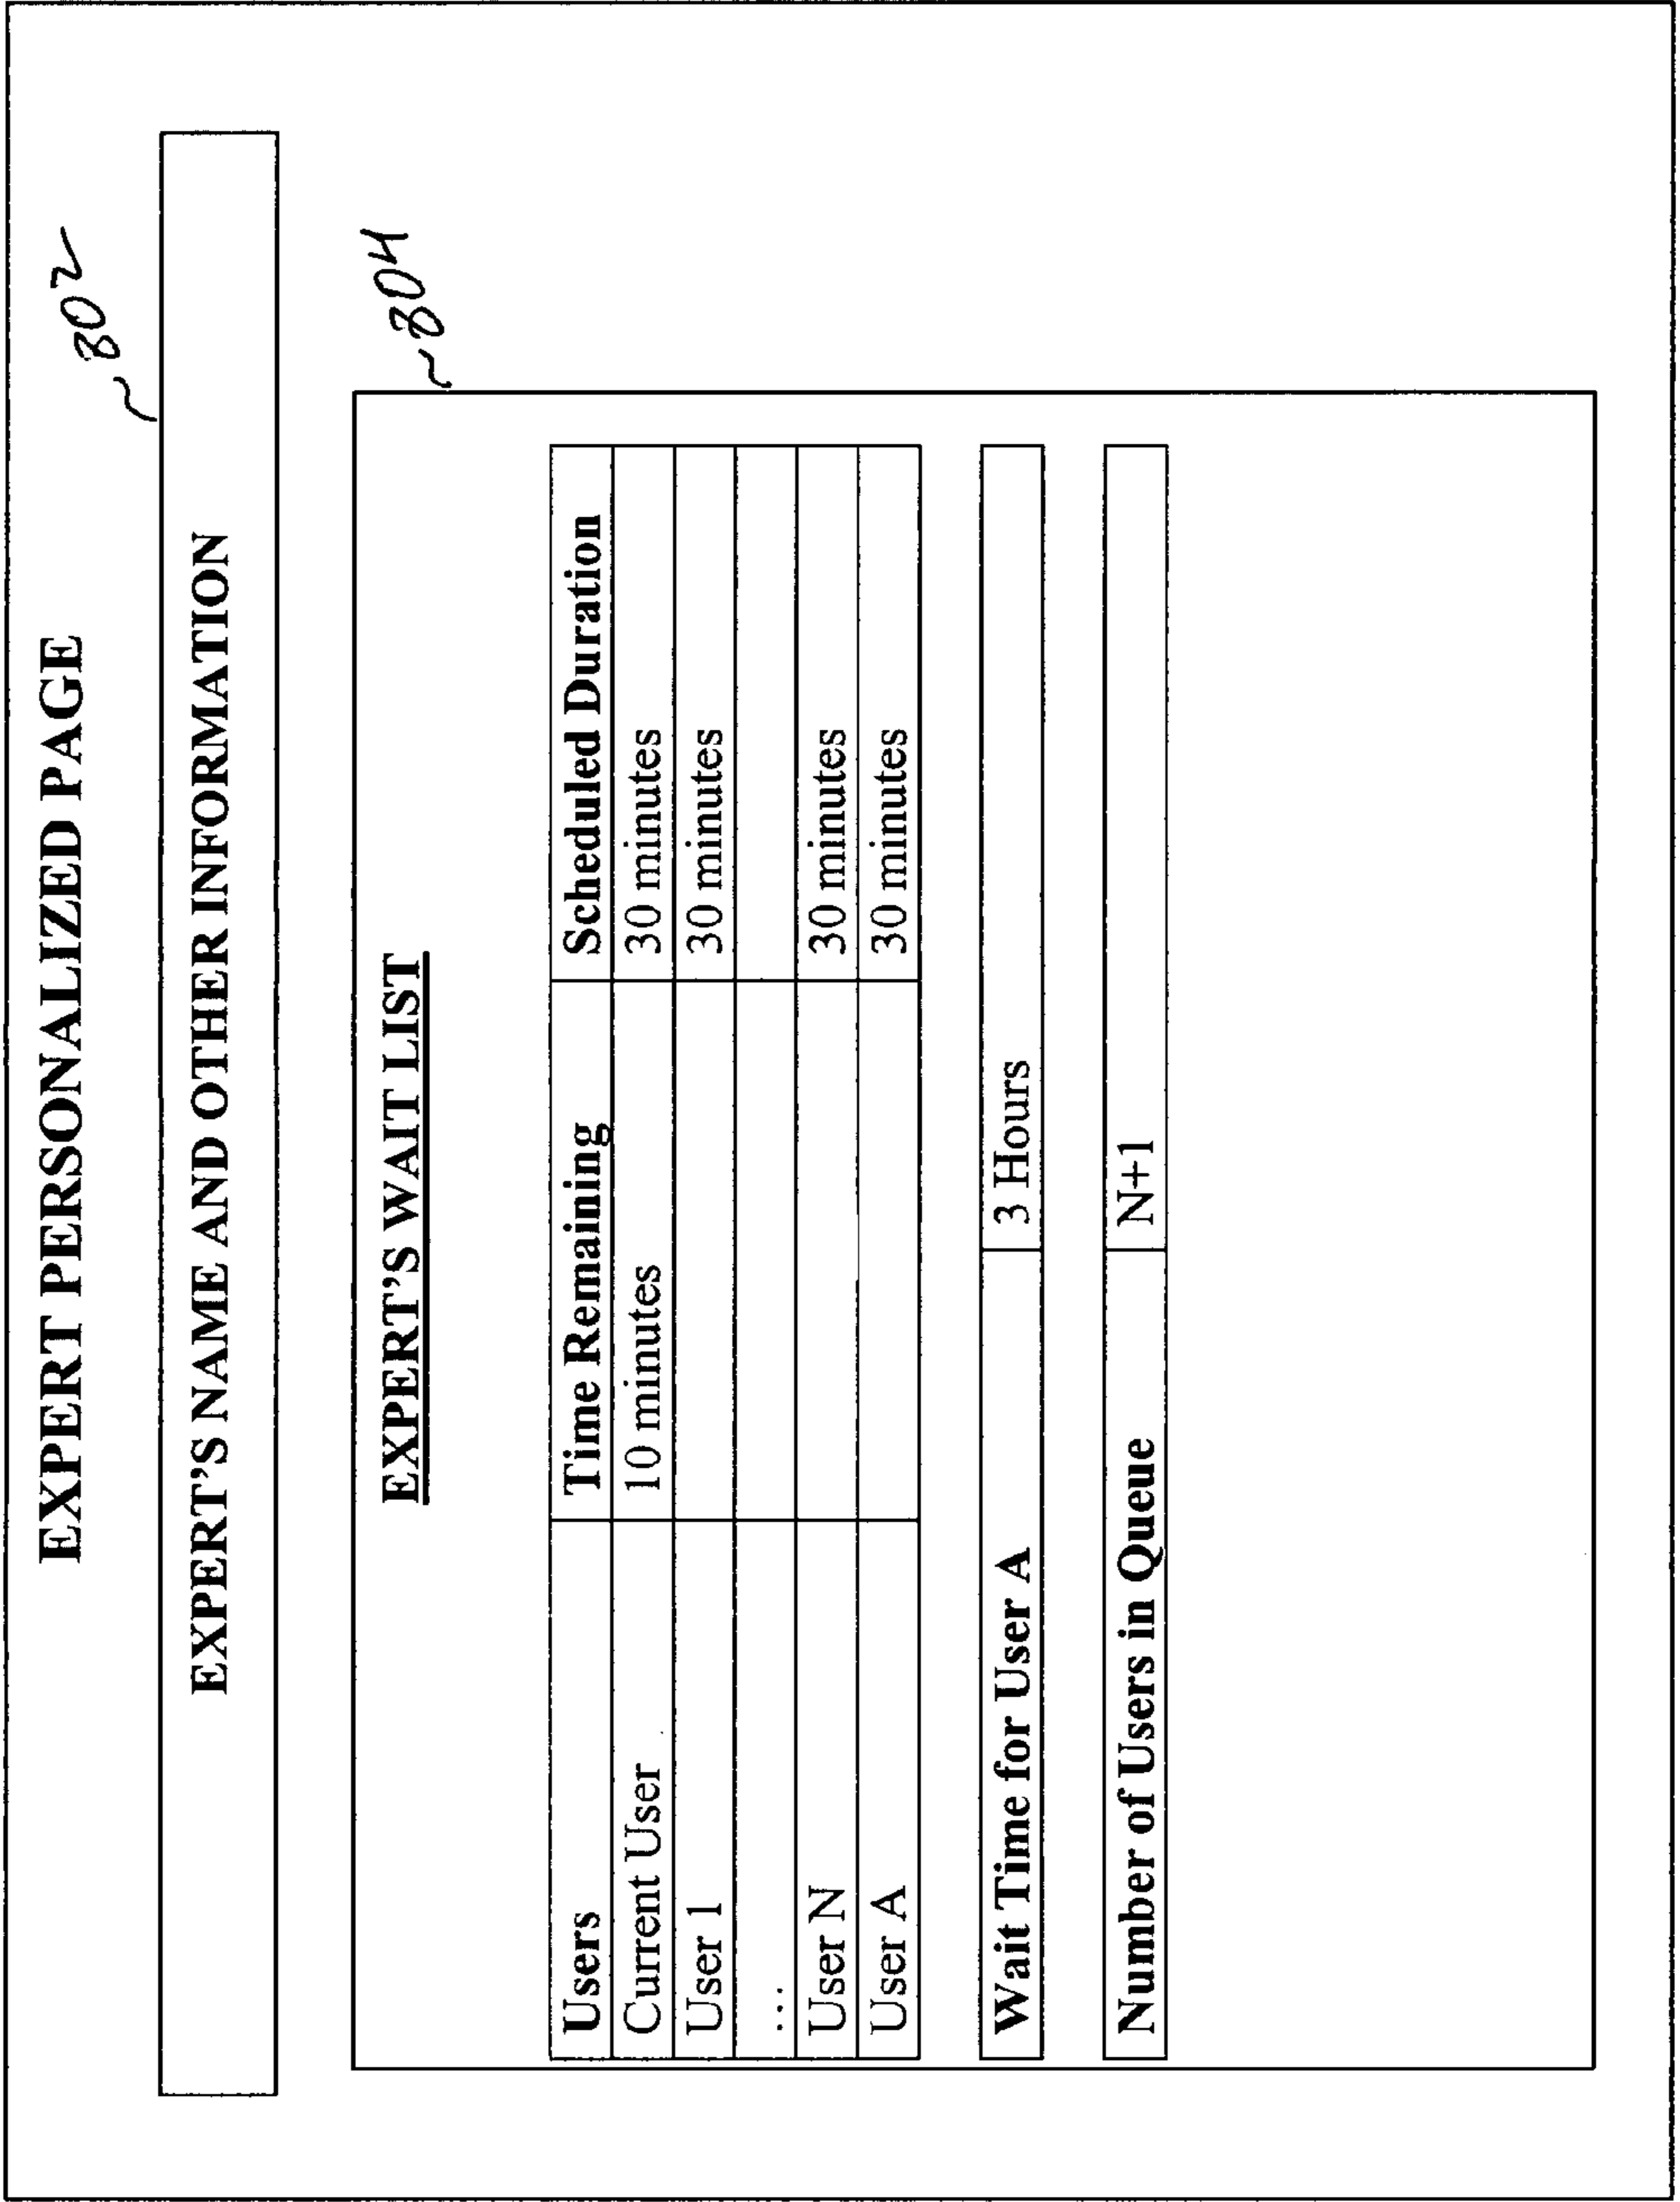 EXPERT PERSONALIZED PAGE
802
EXPERT'S NAME AND OTHER INFORMATION
804
EXPERT'S WAIT LIST
Users Time Remaining Scheduled Duration
Current User 10 minutes 30 minutes
User 1 30 minutes
...
User N 30 minutes
User A 30 minutes
Wait Time for User A 3 Hours
Number of Users in Queue N+1